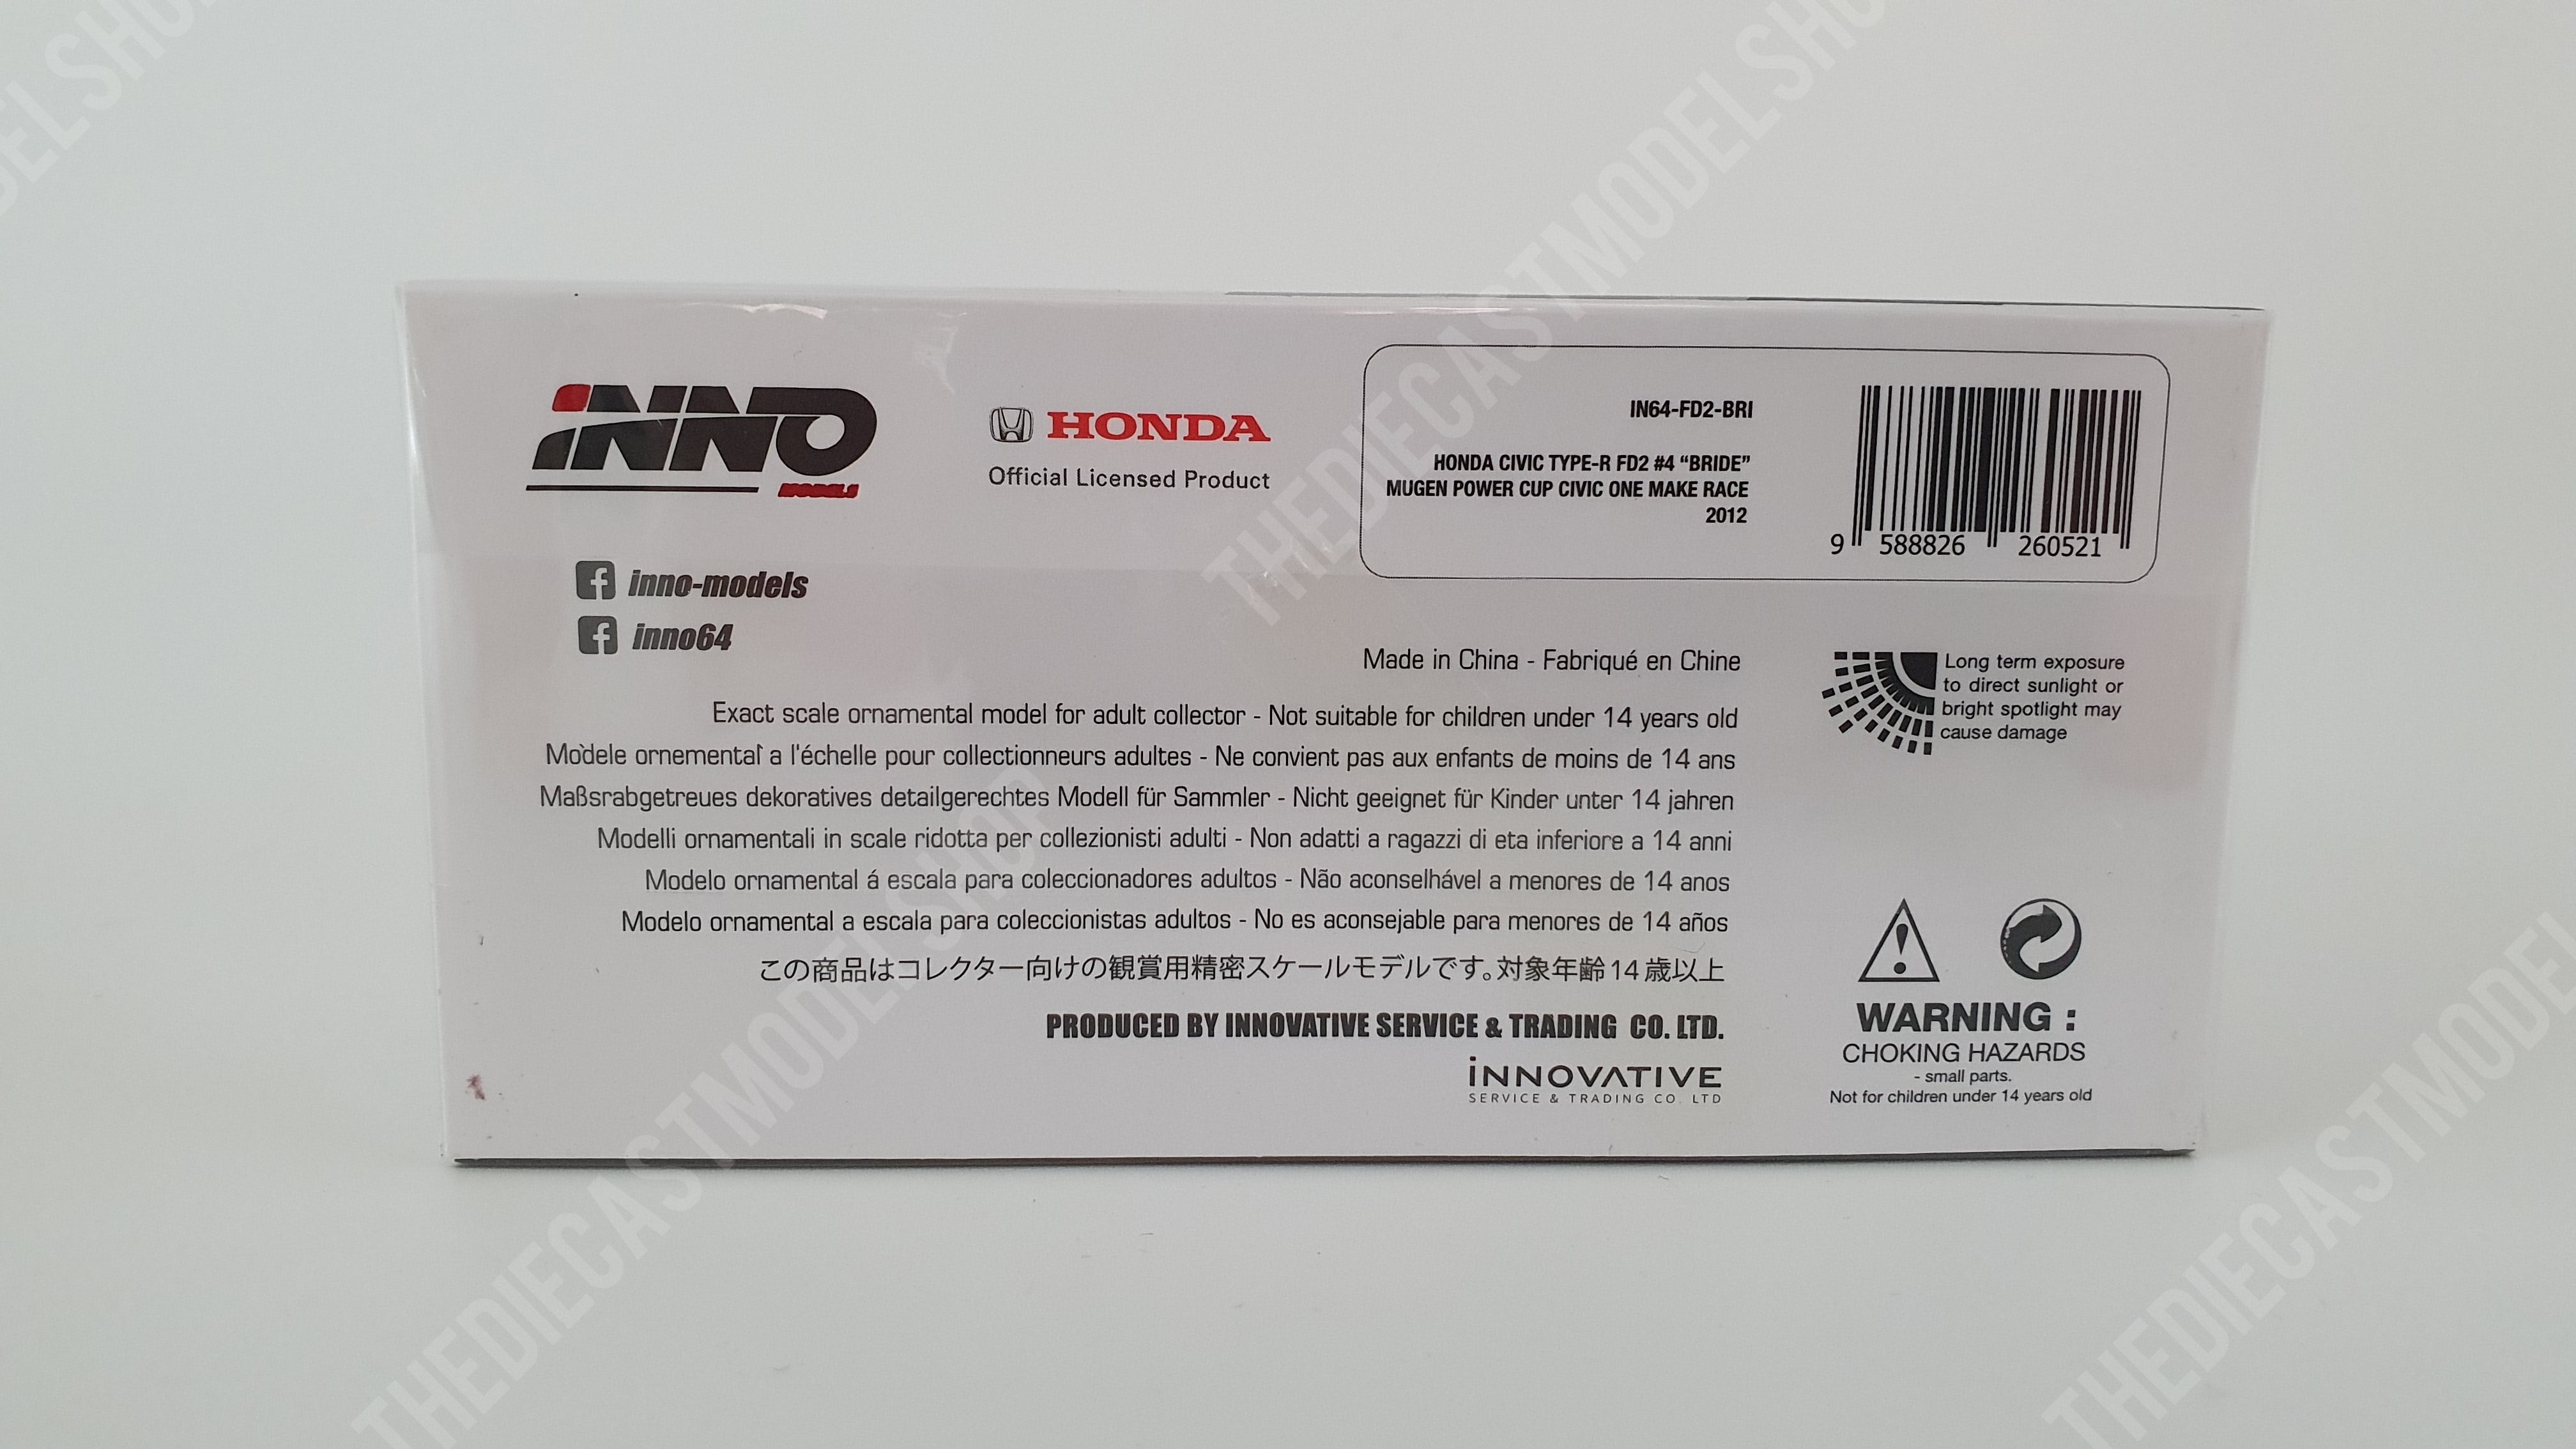 iNNO
MODELS
HONDA
Official Licensed Product
IN64-FD2-BRI
HONDA CIVIC TYPE-R FD2 #4 “BRIDE”
MUGEN POWER CUP CIVIC ONE MAKE RACE
2012
9 588826 260521
inno-models
inno64
Made in China - Fabriqué en Chine
Long term exposure
to direct sunlight or
bright spotlight may
cause damage
Exact scale ornamental model for adult collector - Not suitable for children under 14 years old
Modèle ornemental a l'échelle pour collectionneurs adultes - Ne convient pas aux enfants de moins de 14 ans
Maßsrabgetreues dekoratives detailgerechtes Modell für Sammler - Nicht geeignet für Kinder unter 14 jahren
Modelli ornamentali in scale ridotta per collezionisti adulti - Non adatti a ragazzi di eta inferiore a 14 anni
Modelo ornamental á escala para coleccionadores adultos - Não aconselhável a menores de 14 anos
Modelo ornamental a escala para coleccionistas adultos - No es aconsejable para menores de 14 años
この商品はコレクター向けの観賞用精密スケールモデルです。対象年齢14歳以上
PRODUCED BY INNOVATIVE SERVICE & TRADING CO. LTD.
iNNOVATIVE
SERVICE & TRADING CO. LTD
WARNING :
CHOKING HAZARDS
- small parts.
Not for children under 14 years old
THEDIECASTMODELSHOP
THEDIECASTMODELSHO
THEDIECASTMODEL
DELSHO